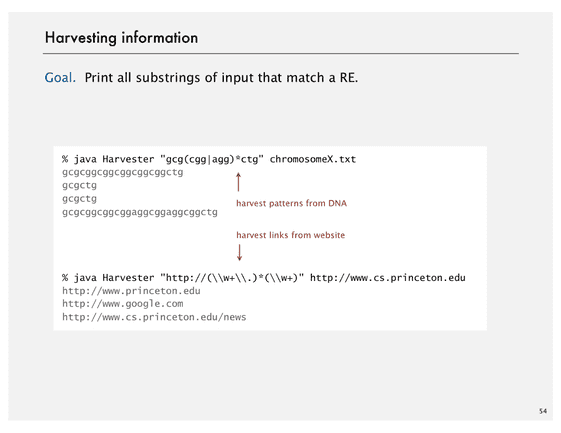 Harvesting information
Goal. Print all substrings of input that match a RE.
% java Harvester "gcg(cgg|agg)*ctg" chromosomeX.txt
gcgcggcggcggcggcggctg
gcgctg
gcgctg
gcgcggcggaggcggaggcggctg
harvest patterns from DNA
harvest links from website
% java Harvester "http://(\\w+\\.)*(\\w+)" http://www.cs.princeton.edu
http://www.princeton.edu
http://www.google.com
http://www.cs.princeton.edu/news
54